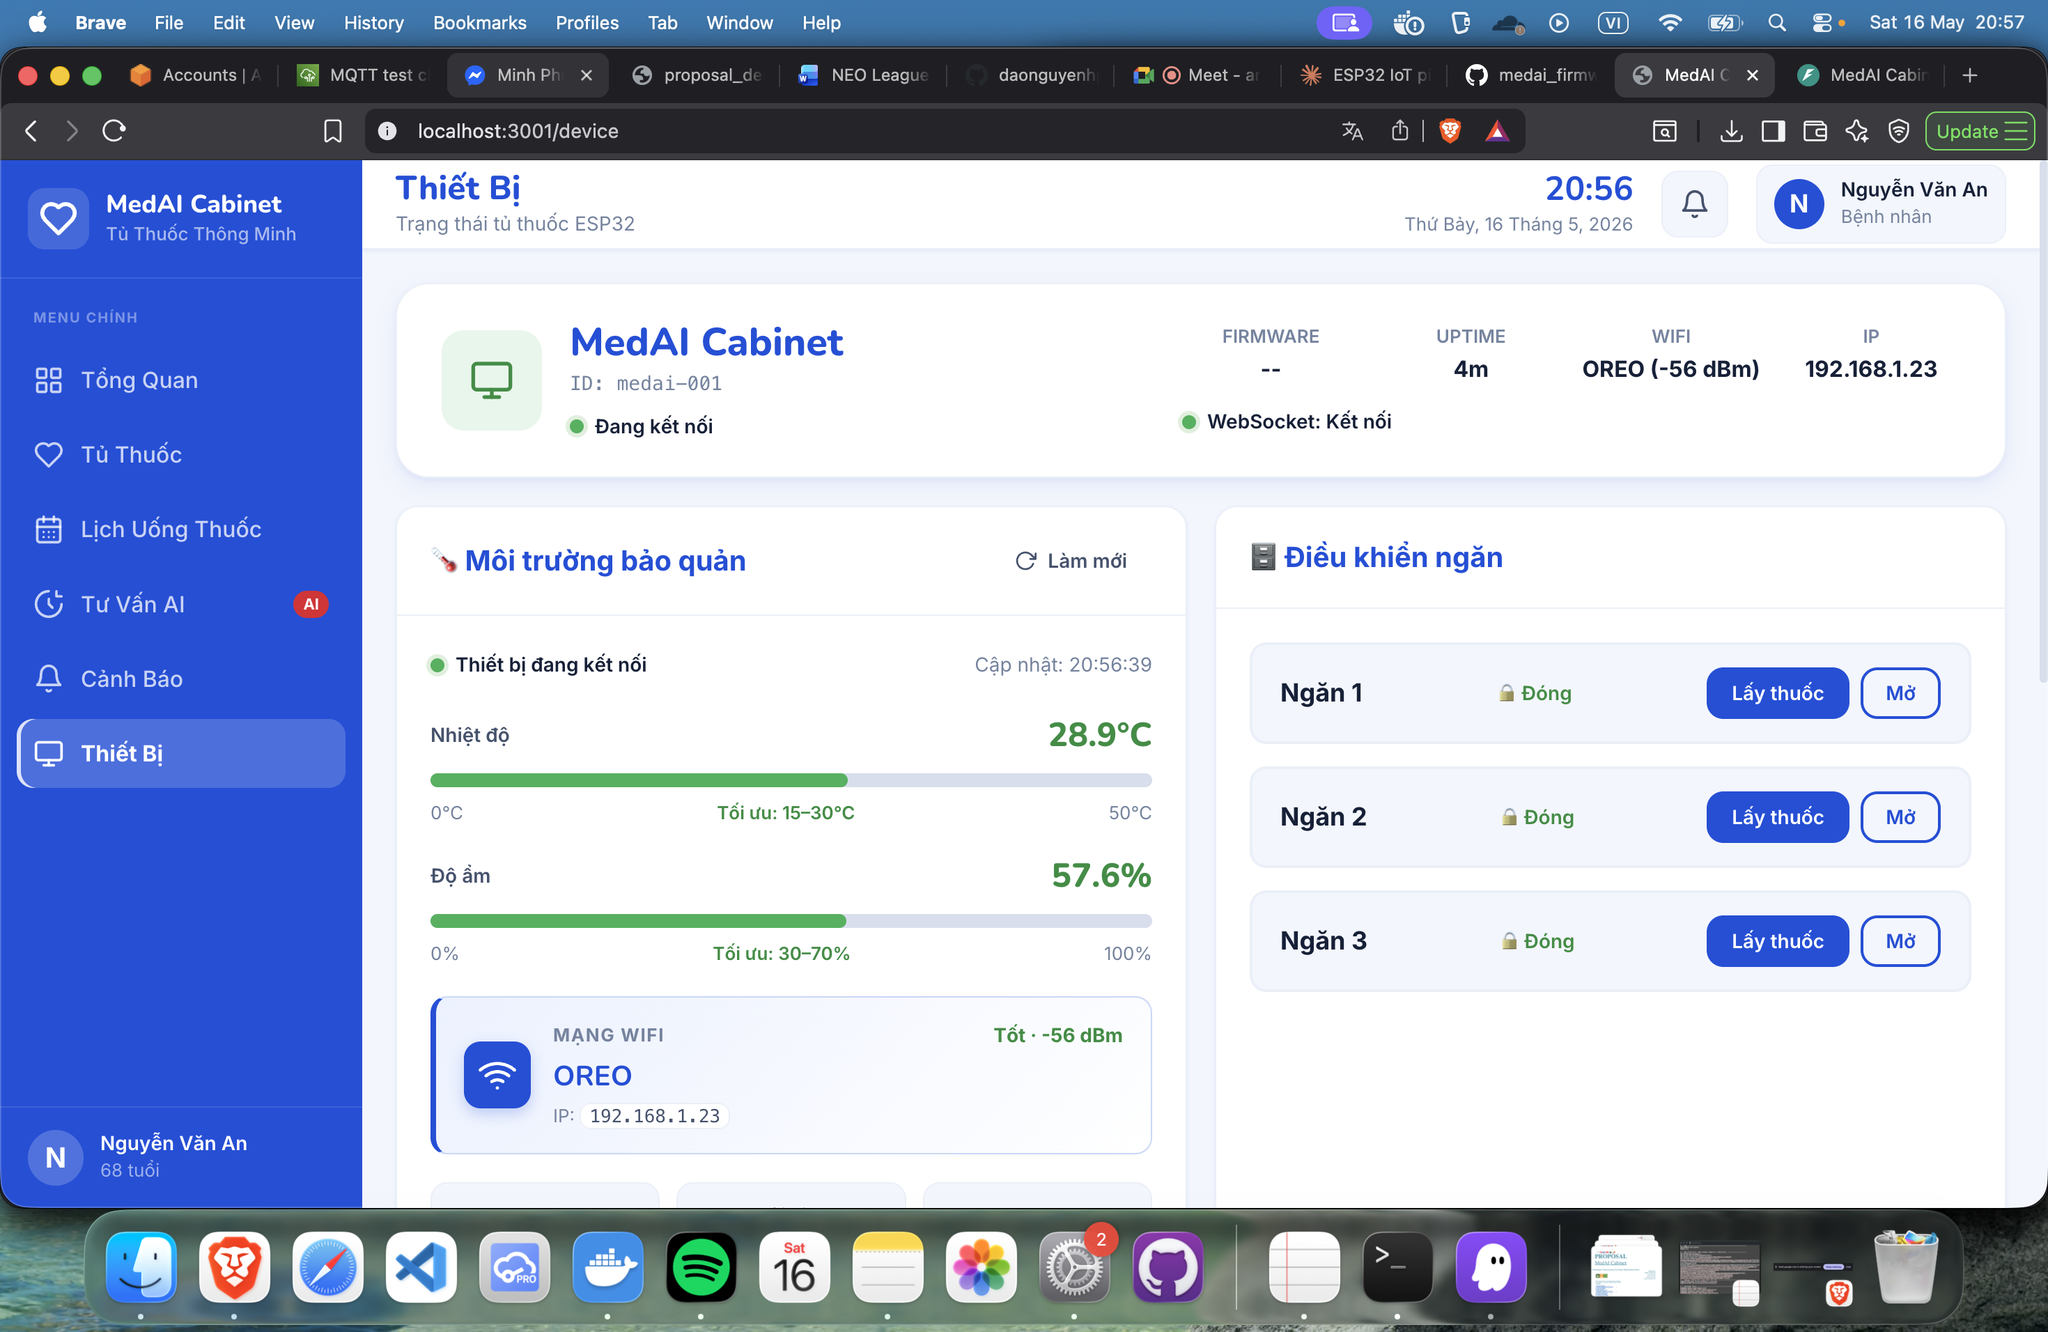 Brave File Edit View History Bookmarks Profiles Tab Window Help
VI
Sat 16 May 20:57
Accounts | A
MQTT test c
Minh Ph
proposal_de
NEO League
daonguyenh
Meet - a
ESP32 IoT p
medai_firmw
MedAI C
MedAI Cabin
localhost:3001/device
Update
MedAI Cabinet
Tủ Thuốc Thông Minh
MENU CHÍNH
Tổng Quan
Tủ Thuốc
Lịch Uống Thuốc
Tư Vấn AI
AI
Cảnh Báo
Thiết Bị
N
Nguyễn Văn An
68 tuổi
Thiết Bị
Trạng thái tủ thuốc ESP32
20:56
Thứ Bảy, 16 Tháng 5, 2026
N
Nguyễn Văn An
Bệnh nhân
MedAI Cabinet
ID: medai-001
Đang kết nối
FIRMWARE
--
UPTIME
4m
WIFI
OREO (-56 dBm)
IP
192.168.1.23
WebSocket: Kết nối
Môi trường bảo quản
Làm mới
Thiết bị đang kết nối
Cập nhật: 20:56:39
Nhiệt độ
28.9°C
0°C
Tối ưu: 15–30°C
50°C
Độ ẩm
57.6%
0%
Tối ưu: 30–70%
100%
MẠNG WIFI
Tốt · -56 dBm
OREO
IP: 192.168.1.23
Điều khiển ngăn
Ngăn 1
Đóng
Lấy thuốc
Mở
Ngăn 2
Đóng
Lấy thuốc
Mở
Ngăn 3
Đóng
Lấy thuốc
Mở
PRO
Sat
16
2
PROPOSAL